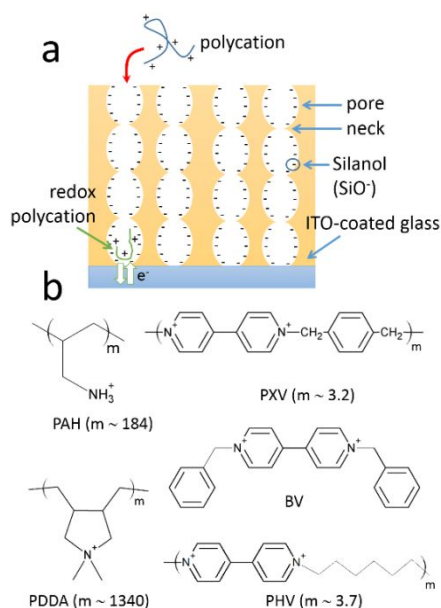 a
polycation
pore
neck
Silanol
(SiO⁻)
redox
polycation
ITO-coated glass
e⁻
b
m
NH₃⁺
PAH (m ~ 184)
N⁺
N⁺
CH₂
CH₂
m
PXV (m ~ 3.2)
N⁺
N⁺
BV
m
N⁺
PDDA (m ~ 1340)
N⁺
N⁺
m
PHV (m ~ 3.7)